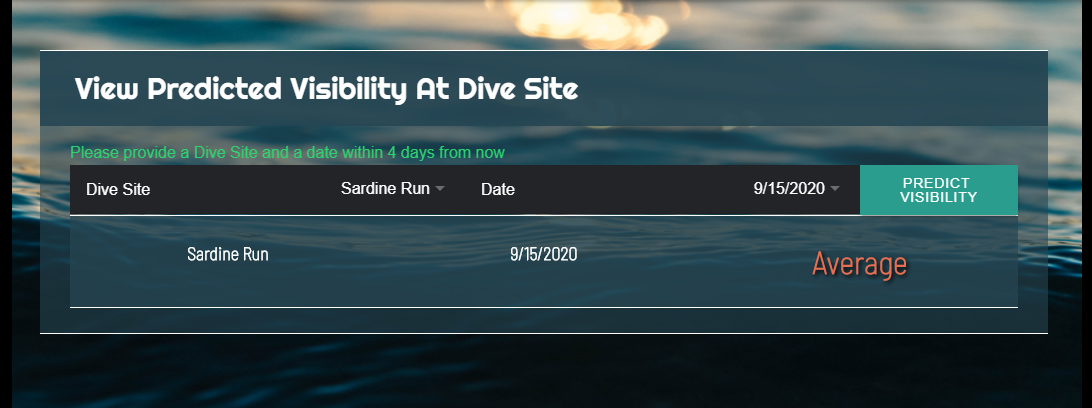 View Predicted Visibility At Dive Site
Please provide a Dive Site and a date within 4 days from now
Dive Site Sardine Run Date 9/15/2020 PREDICT
VISIBILITY
Sardine Run 9/15/2020 Average